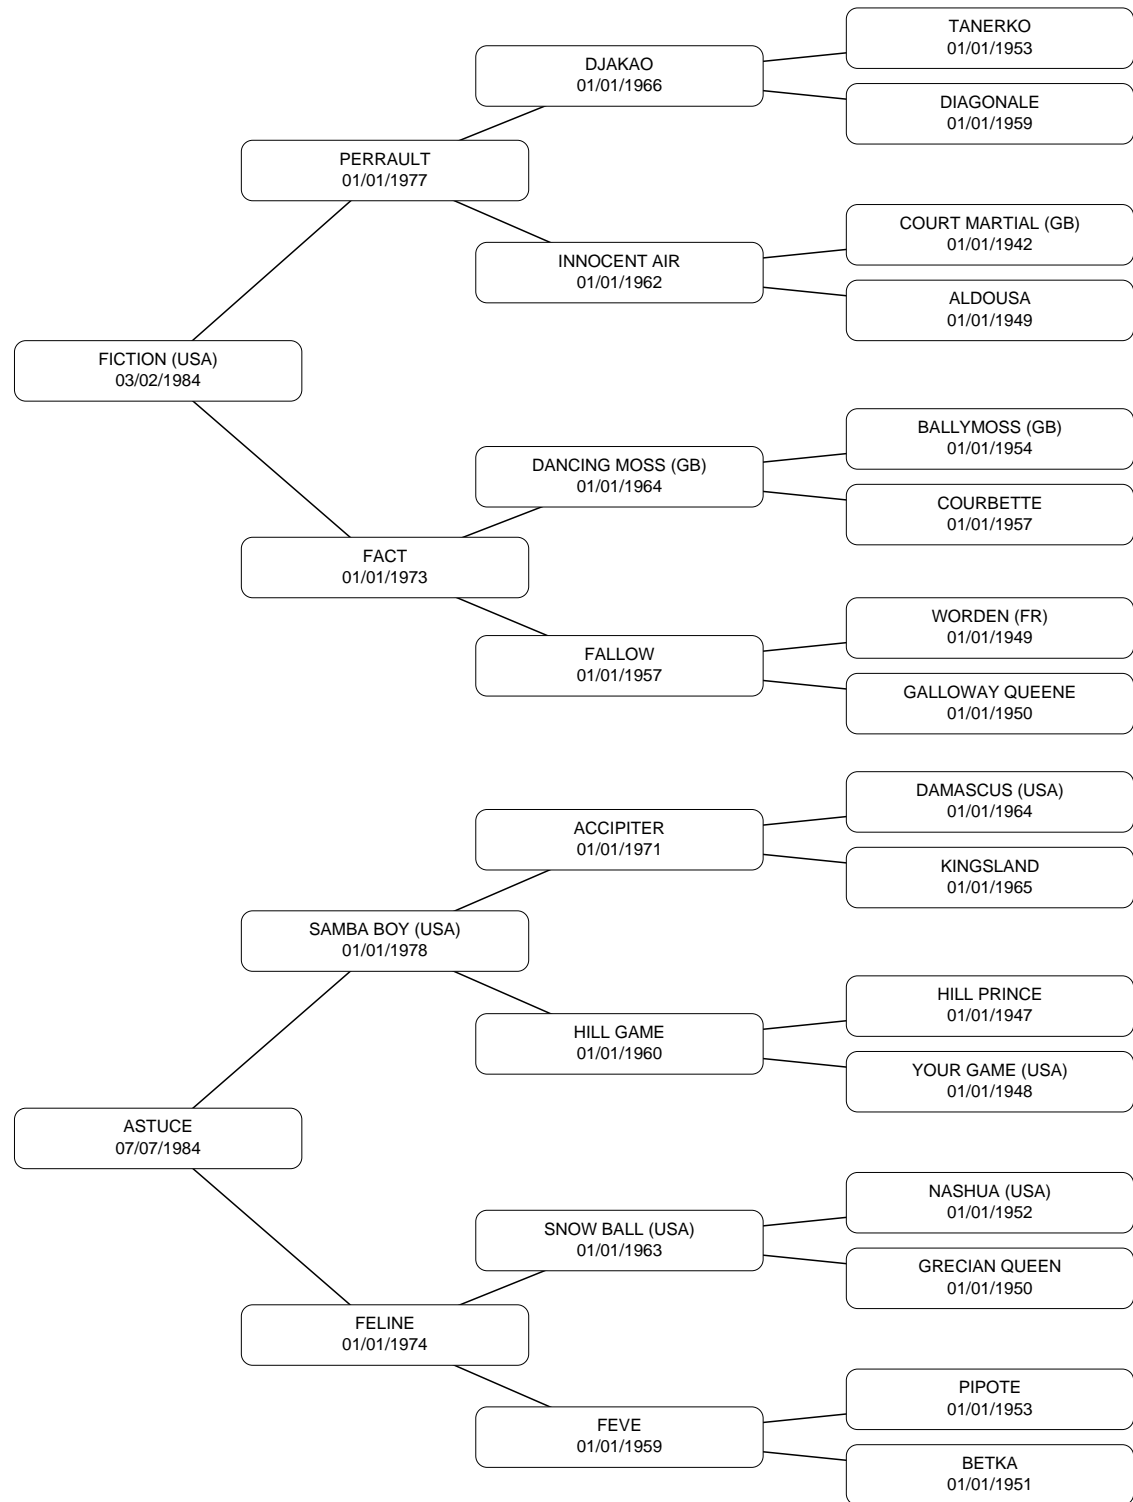 TANERKO
01/01/1953
DJAKAO
01/01/1966
DIAGONALE
01/01/1959
PERRAULT
01/01/1977
COURT MARTIAL (GB)
01/01/1942
INNOCENT AIR
01/01/1962
ALDOUSA
01/01/1949
FICTION (USA)
03/02/1984
BALLYMOSS (GB)
01/01/1954
DANCING MOSS (GB)
01/01/1964
COURBETTE
01/01/1957
FACT
01/01/1973
WORDEN (FR)
01/01/1949
FALLOW
01/01/1957
GALLOWAY QUEENE
01/01/1950
DAMASCUS (USA)
01/01/1964
ACCIPITER
01/01/1971
KINGSLAND
01/01/1965
SAMBA BOY (USA)
01/01/1978
HILL PRINCE
01/01/1947
HILL GAME
01/01/1960
YOUR GAME (USA)
01/01/1948
ASTUCE
07/07/1984
NASHUA (USA)
01/01/1952
SNOW BALL (USA)
01/01/1963
GRECIAN QUEEN
01/01/1950
FELINE
01/01/1974
PIPOTE
01/01/1953
FEVE
01/01/1959
BETKA
01/01/1951